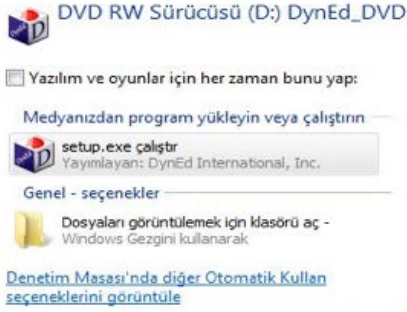 DVD RW Sürücüsü (D:) DynEd_DVD
Yazılım ve oyunlar için her zaman bunu yap:
Medyanızdan program yükleyin veya çalıştırın
setup.exe çalıştır
Yayımlayan: DynEd International, Inc.
Genel - seçenekler
Dosyaları görüntülemek için klasörü aç -
Windows Gezgini kullanarak
Denetim Masası'nda diğer Otomatik Kullan
seçeneklerini görüntüle